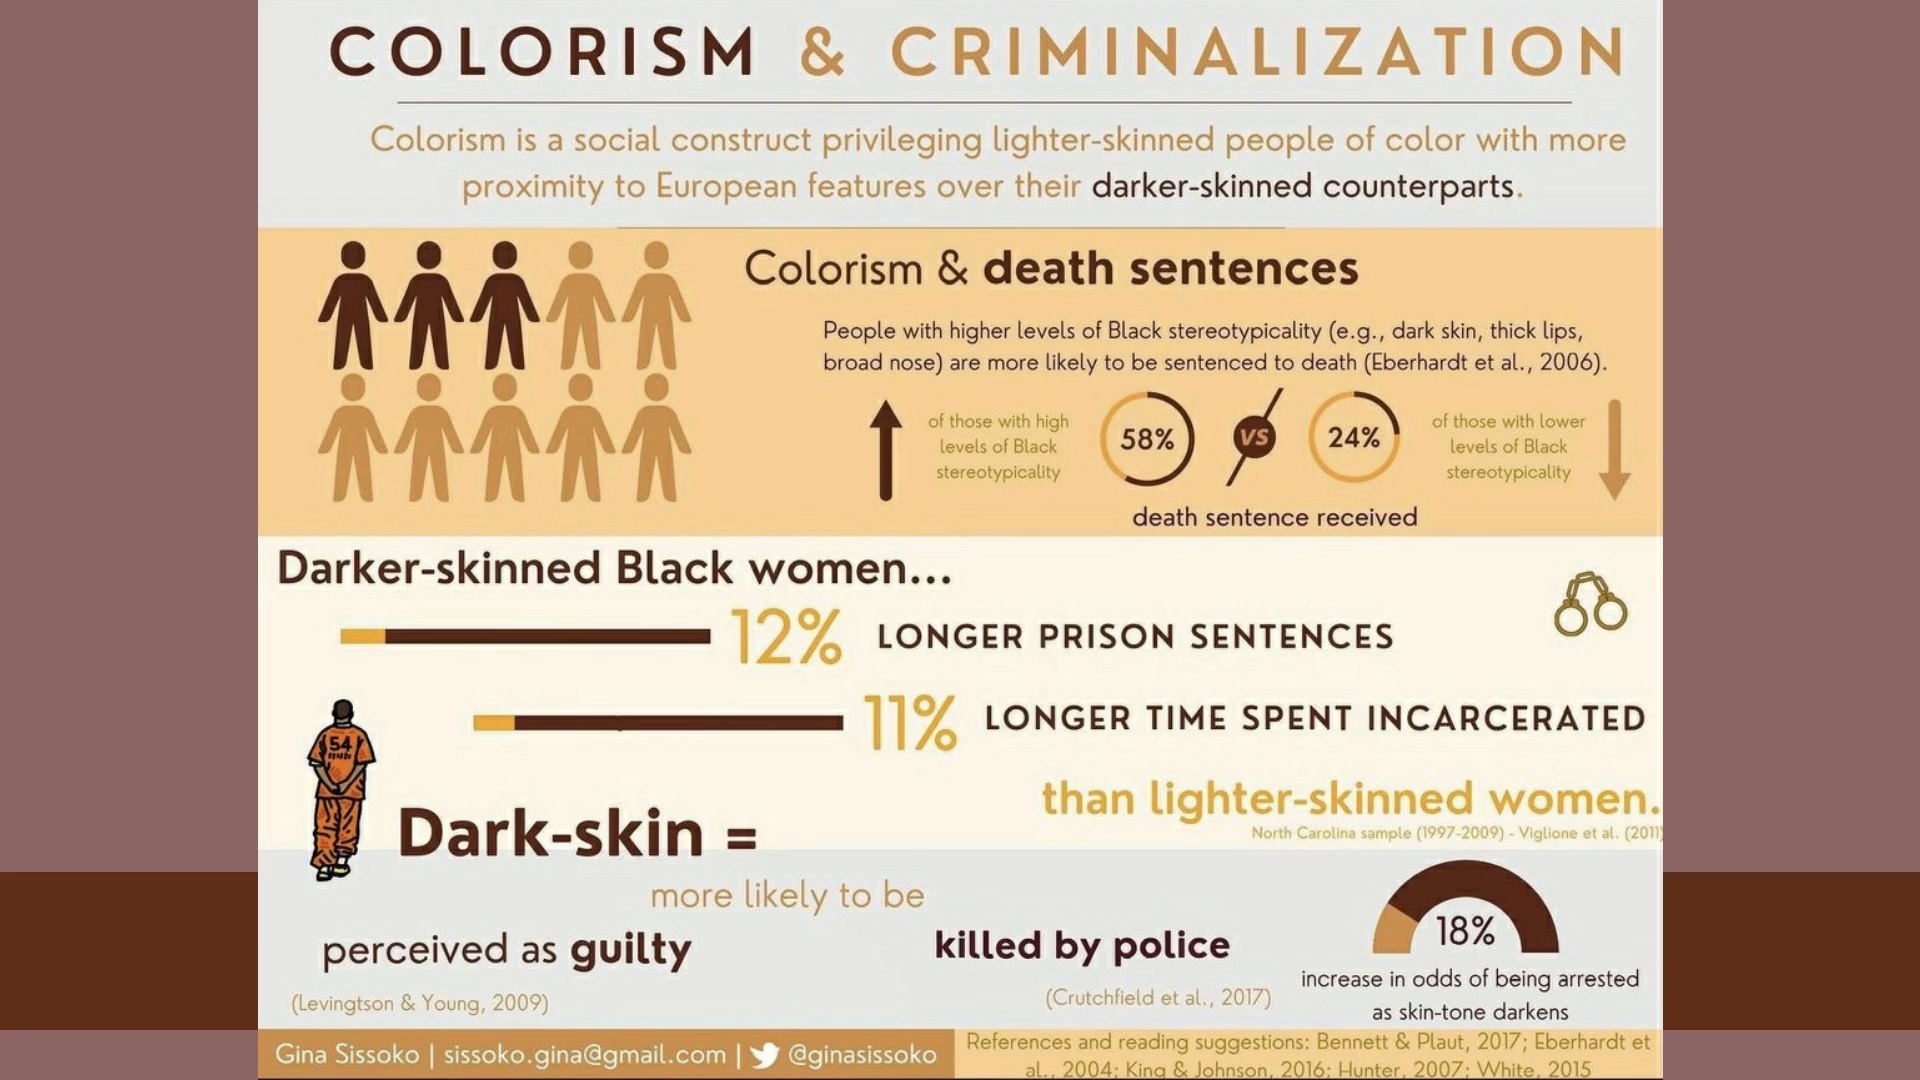 COLORISM & CRIMINALIZATION
Colorism is a social construct privileging lighter-skinned people of color with more
proximity to European features over their darker-skinned counterparts.
Colorism & death sentences
People with higher levels of Black stereotypicality (e.g., dark skin, thick lips,
broad nose) are more likely to be sentenced to death (Eberhardt et al., 2006).
of those with high
levels of Black
stereotypicality
58%
VS
24%
of those with lower
levels of Black
stereotypicality
death sentence received
Darker-skinned Black women...
12% LONGER PRISON SENTENCES
11% LONGER TIME SPENT INCARCERATED
than lighter-skinned women.
North Carolina sample (1997-2009) - Viglione et al. (2011)
54
Dark-skin =
more likely to be
perceived as guilty
(Levingtson & Young, 2009)
killed by police
(Crutchfield et al., 2017)
18%
increase in odds of being arrested
as skin-tone darkens
Gina Sissoko | sissoko.gina@gmail.com | @ginasissoko
References and reading suggestions: Bennett & Plaut, 2017; Eberhardt et
al., 2004; King & Johnson, 2016; Hunter, 2007; White, 2015